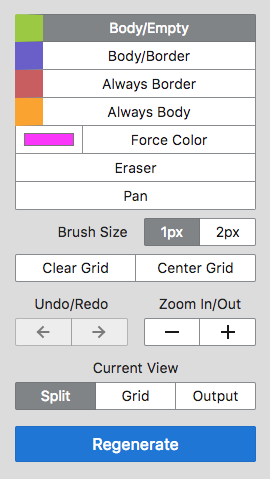 Body/Empty
Body/Border
Always Border
Always Body
Force Color
Eraser
Pan
Brush Size 1px 2px
Clear Grid Center Grid
Undo/Redo Zoom In/Out
Current View
Split Grid Output
Regenerate